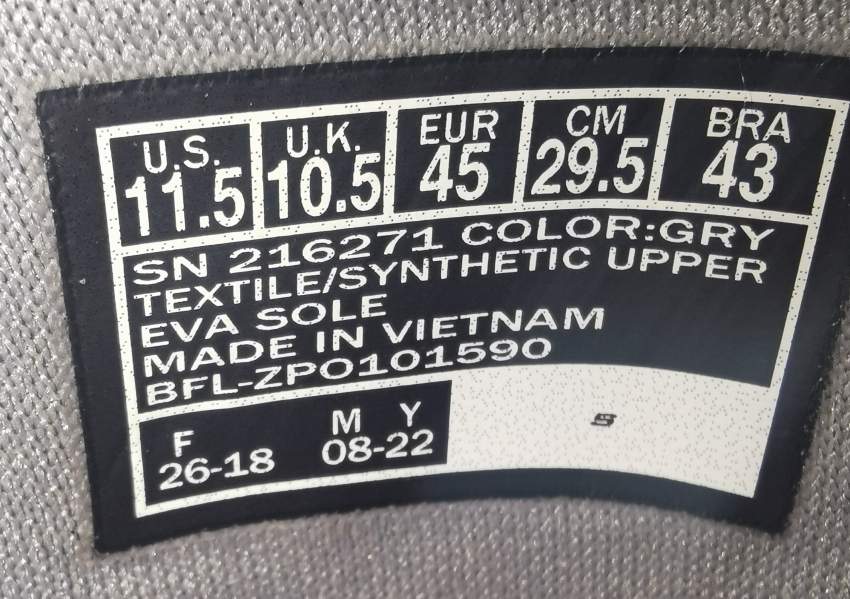 U.S. U.K. EUR CM BRA
11.5 10.5 45 29.5 43
SN 216271 COLOR:GRY
TEXTILE/SYNTHETIC UPPER
EVA SOLE
MADE IN VIETNAM
BFL-ZPO101590
F M Y
26-18 08-22
S